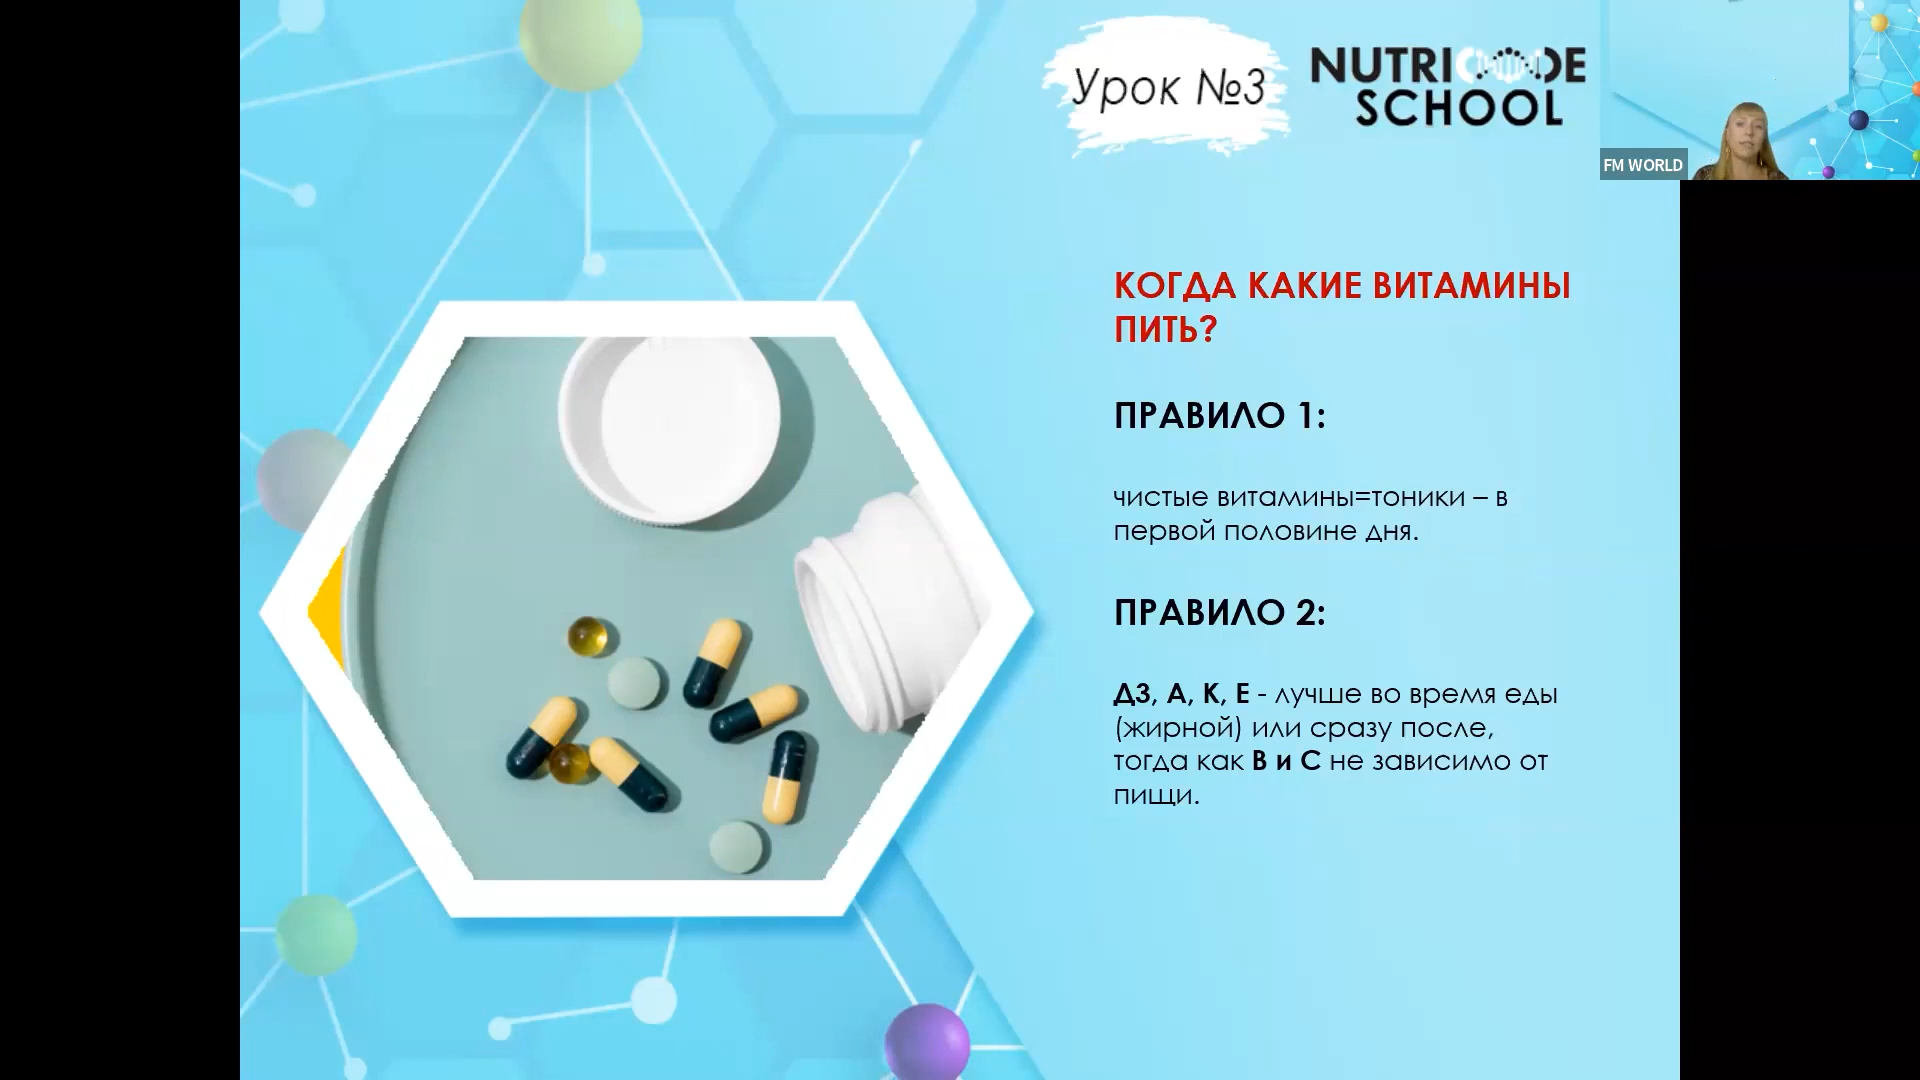 Урок №3
NUTRICODE
SCHOOL
FM WORLD
КОГДА КАКИЕ ВИТАМИНЫ
ПИТЬ?
ПРАВИЛО 1:
чистые витамины=тоники – в
первой половине дня.
ПРАВИЛО 2:
Д3, А, К, Е - лучше во время еды
(жирной) или сразу после,
тогда как В и С не зависимо от
пищи.